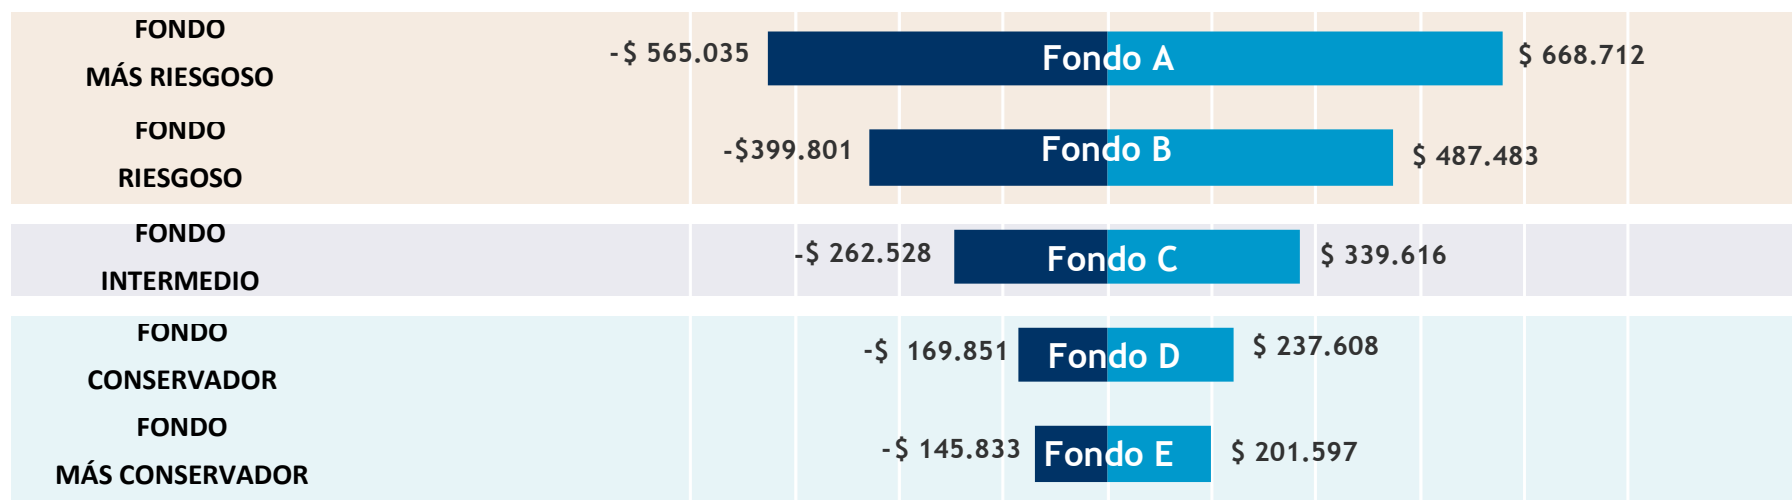 FONDO
MÁS RIESGOSO
-$ 565.035
Fondo A
$ 668.712
FONDO
RIESGOSO
-$399.801
Fondo B
$ 487.483
FONDO
INTERMEDIO
-$ 262.528
Fondo C
$ 339.616
FONDO
CONSERVADOR
-$ 169.851
Fondo D
$ 237.608
FONDO
MÁS CONSERVADOR
-$ 145.833
Fondo E
$ 201.597